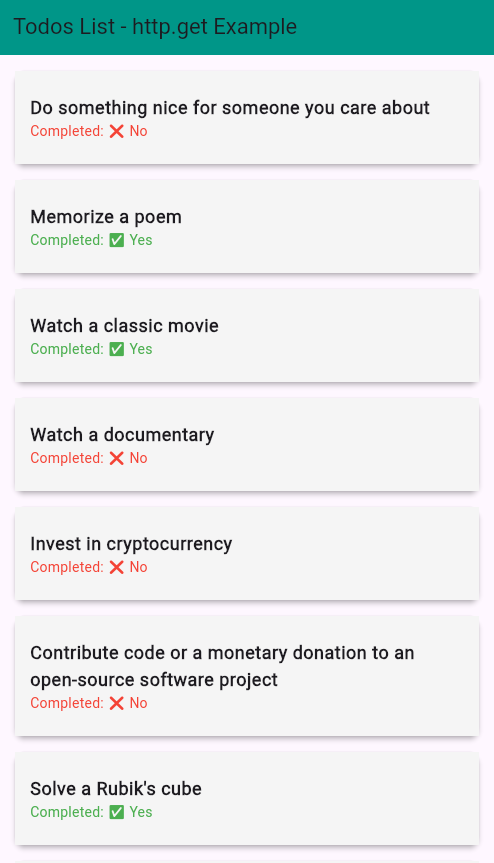 Todos List - http.get Example
Do something nice for someone you care about
Completed: ❌ No
Memorize a poem
Completed: ✅ Yes
Watch a classic movie
Completed: ✅ Yes
Watch a documentary
Completed: ❌ No
Invest in cryptocurrency
Completed: ❌ No
Contribute code or a monetary donation to an
open-source software project
Completed: ❌ No
Solve a Rubik's cube
Completed: ✅ Yes